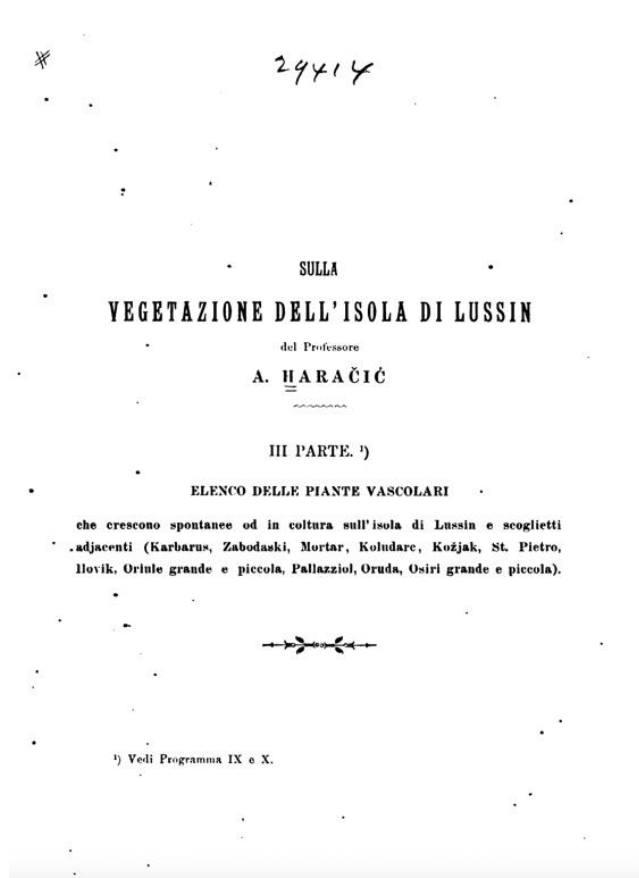 29414
SULLA
VEGETAZIONE DELL'ISOLA DI LUSSIN
del Professore
A. HARAČIĆ
III PARTE. ¹)
ELENCO DELLE PIANTE VASCOLARI
che crescono spontanee od in coltura sull'isola di Lussin e scoglietti
adjacenti (Karbarus, Zabodaski, Mortar, Koludarc, Kožjak, St. Pietro,
Ilovik, Oriule grande e piccola, Pallazziol, Oruda, Osiri grande e piccola).
¹) Vedi Programma IX e X.